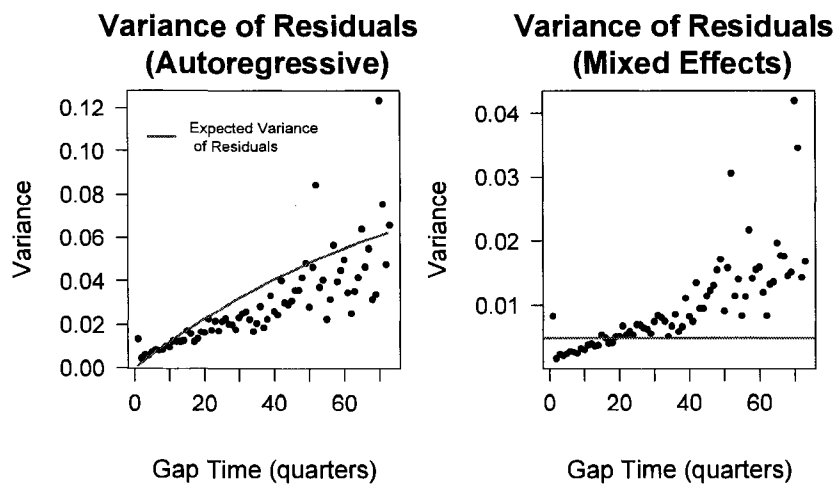 Variance of Residuals
(Autoregressive)
0.12
0.10
0.08
0.06
0.04
0.02
0.00
Variance
Expected Variance
of Residuals
0 20 40 60
Gap Time (quarters)
Variance of Residuals
(Mixed Effects)
0.04
0.03
0.02
0.01
Variance
0 20 40 60
Gap Time (quarters)